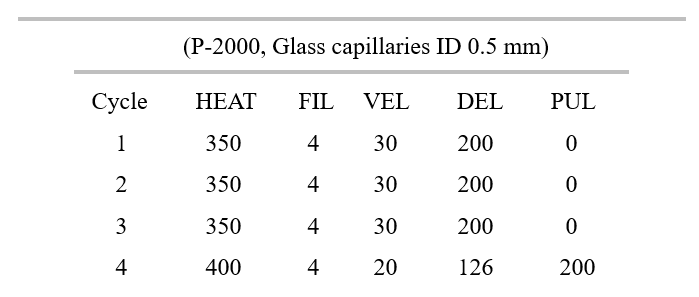 (P-2000, Glass capillaries ID 0.5 mm)
Cycle HEAT FIL VEL DEL PUL
1 350 4 30 200 0
2 350 4 30 200 0
3 350 4 30 200 0
4 400 4 20 126 200